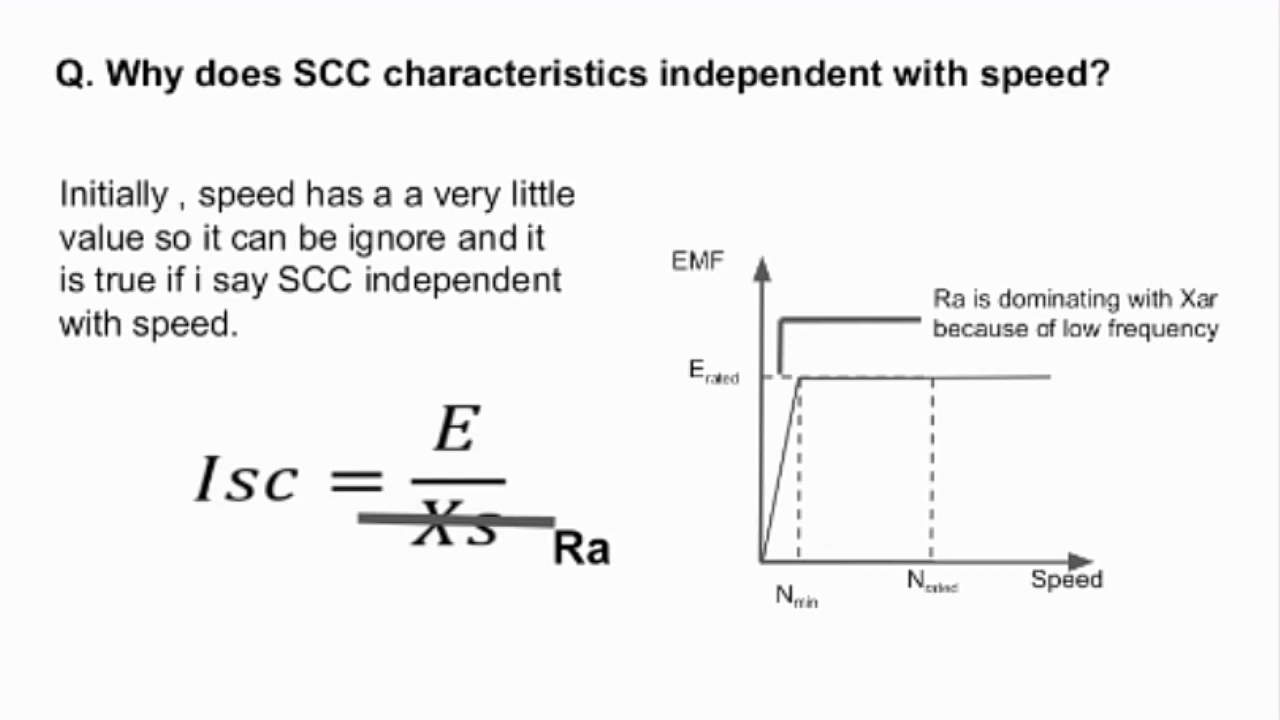 Q. Why does SCC characteristics independent with speed?
Initially , speed has a a very little
value so it can be ignore and it
is true if i say SCC independent
with speed.
Isc = E / Xs Ra
EMF
Ra is dominating with Xar
because of low frequency
Erated
Nmin
Nrated
Speed